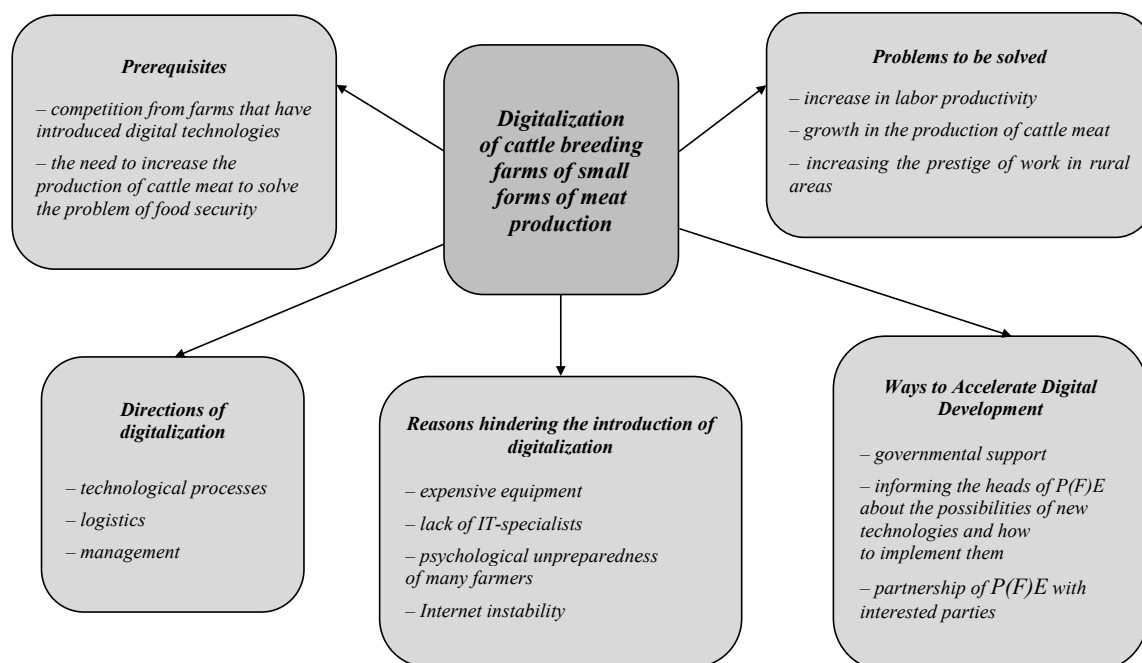 Prerequisites
– competition from farms that have
introduced digital technologies
– the need to increase the
production of cattle meat to solve
the problem of food security
Digitalization
of cattle breeding
farms of small
forms of meat
production
Problems to be solved
– increase in labor productivity
– growth in the production of cattle meat
– increasing the prestige of work in rural
areas
Directions of
digitalization
– technological processes
– logistics
– management
Reasons hindering the introduction of
digitalization
– expensive equipment
– lack of IT-specialists
– psychological unpreparedness
of many farmers
– Internet instability
Ways to Accelerate Digital
Development
– governmental support
– informing the heads of P(F)E
about the possibilities of new
technologies and how
to implement them
– partnership of P(F)E with
interested parties